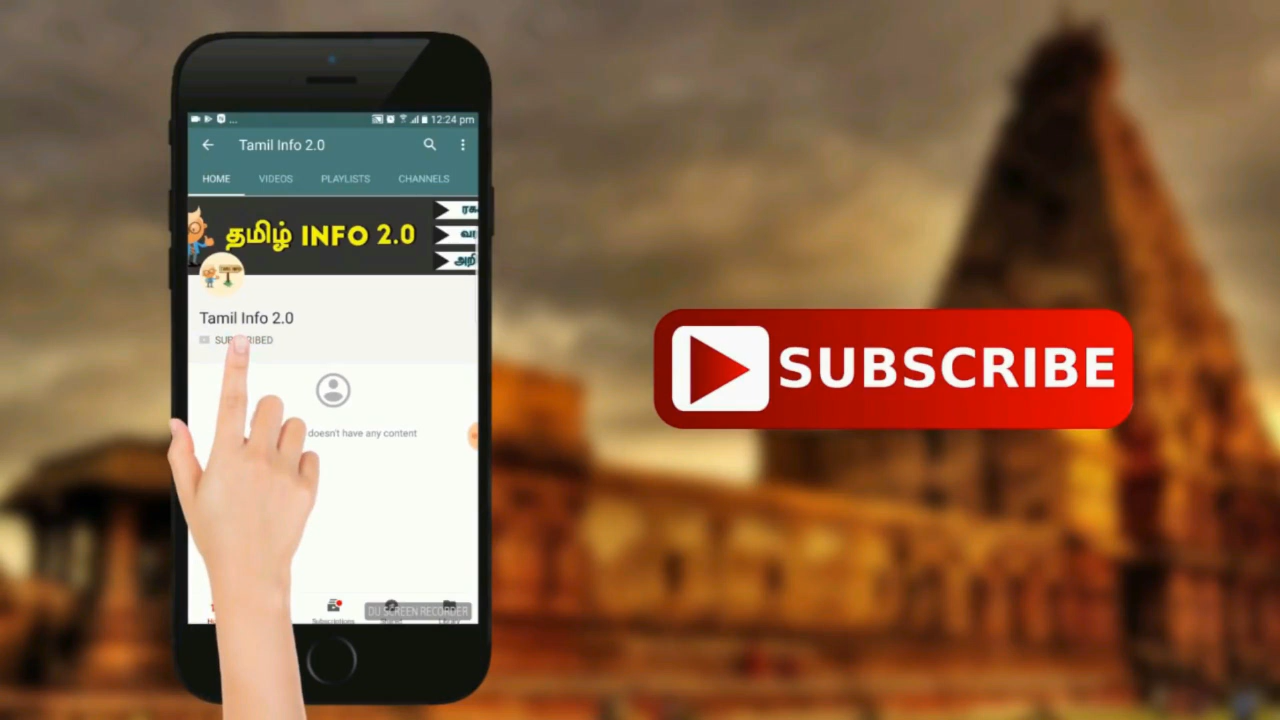 12:24 pm
Tamil Info 2.0
HOME VIDEOS PLAYLISTS CHANNELS
தமிழ் INFO 2.0
Tamil Info 2.0
doesn't have any content
Subscriptions
DU SCREEN RECORDER
SUBSCRIBE